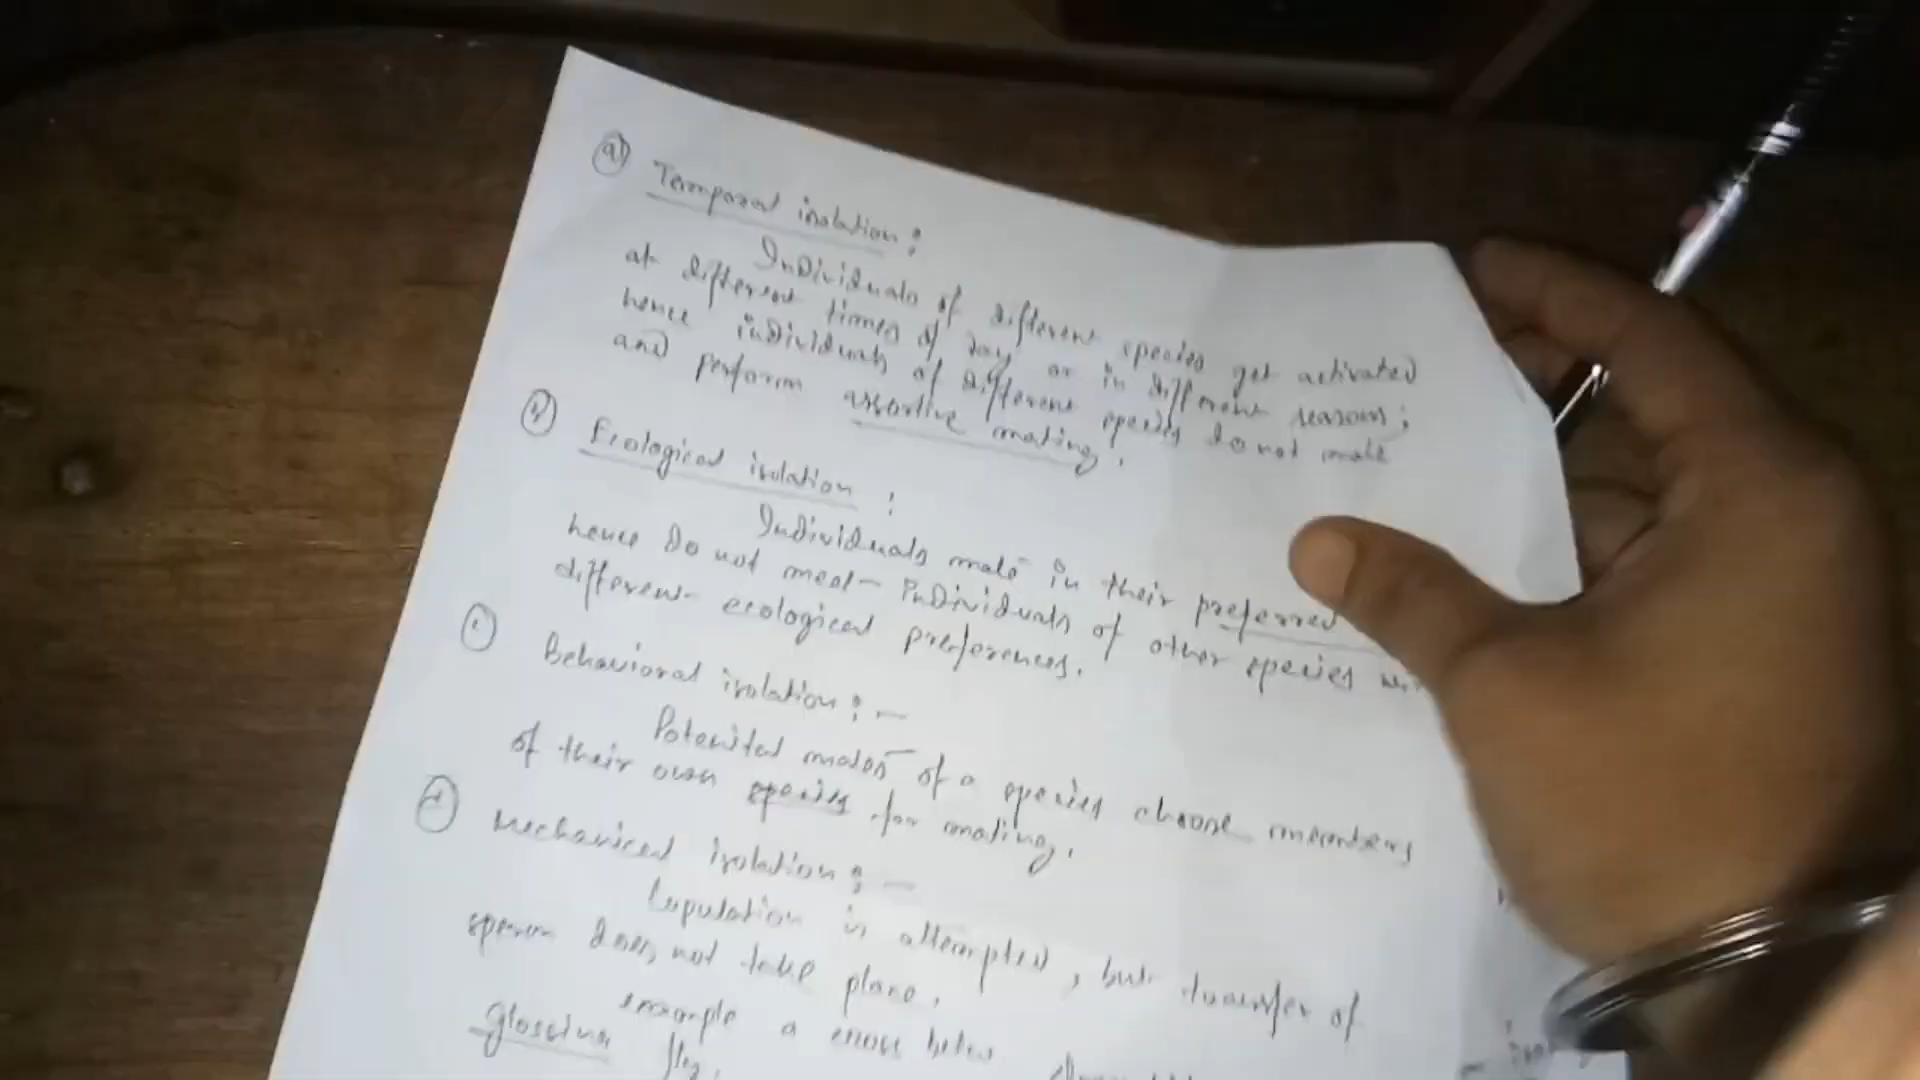 a) Temporal isolation :
Individuals of different species get activated
at different times of day or in different seasons;
hence individuals of different species do not mate
and perform assortive mating.
b) Ecological isolation :
Individuals mate in their preferred
hence do not meet Individuals of other species
different ecological preferences.
c) Behavioral isolation : —
Potenital mates of a species choose members
of their own species for mating.
d) Mechanical isolation : —
Copulation is attempted, but transfer of
sperm does not take place.
example a cross betwn
Glossina